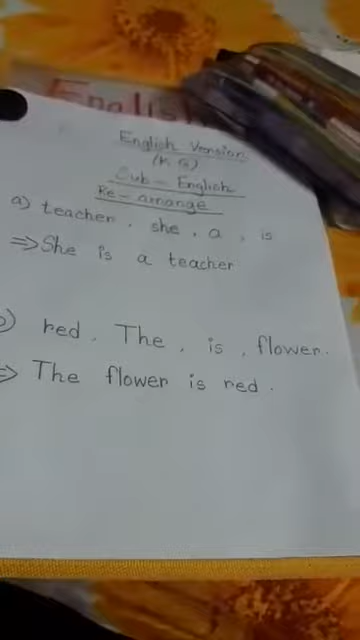 English
English Version
(K.G)
Sub - English
Re - arrange
a) teacher , she , a , is
⇒ She is a teacher
b) red , The , is , flower.
⇒ The flower is red .